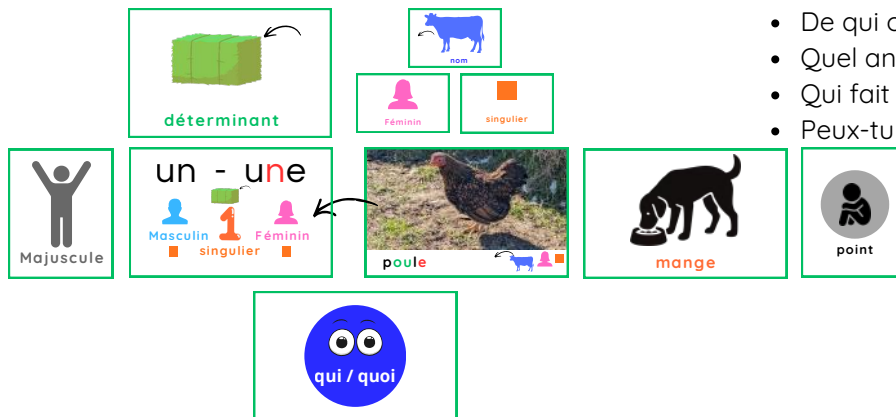 déterminant
nom
Féminin
singulier
De qui
Quel
Qui fait
Peux-tu
Majuscule
un - une
1
Masculin
Féminin
singulier
poule
mange
point
qui / quoi